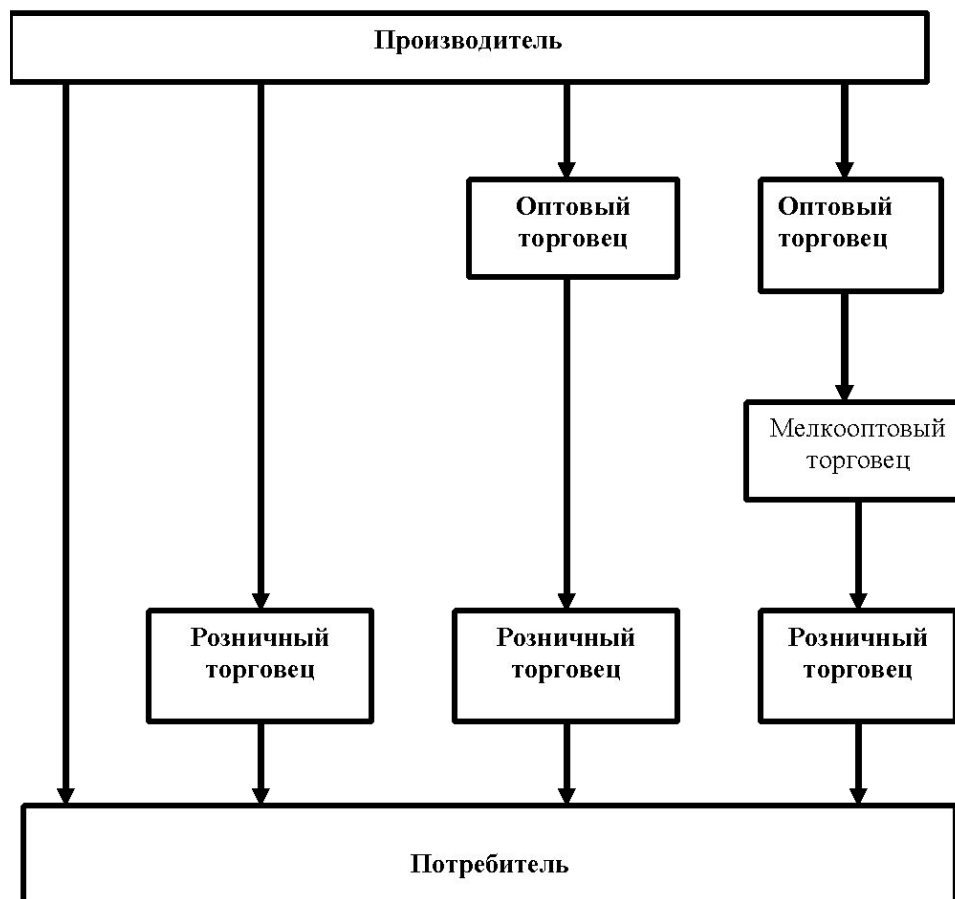 Производитель
Оптовый
торговец
Оптовый
торговец
Мелкооптовый
торговец
Розничный
торговец
Розничный
торговец
Розничный
торговец
Потребитель